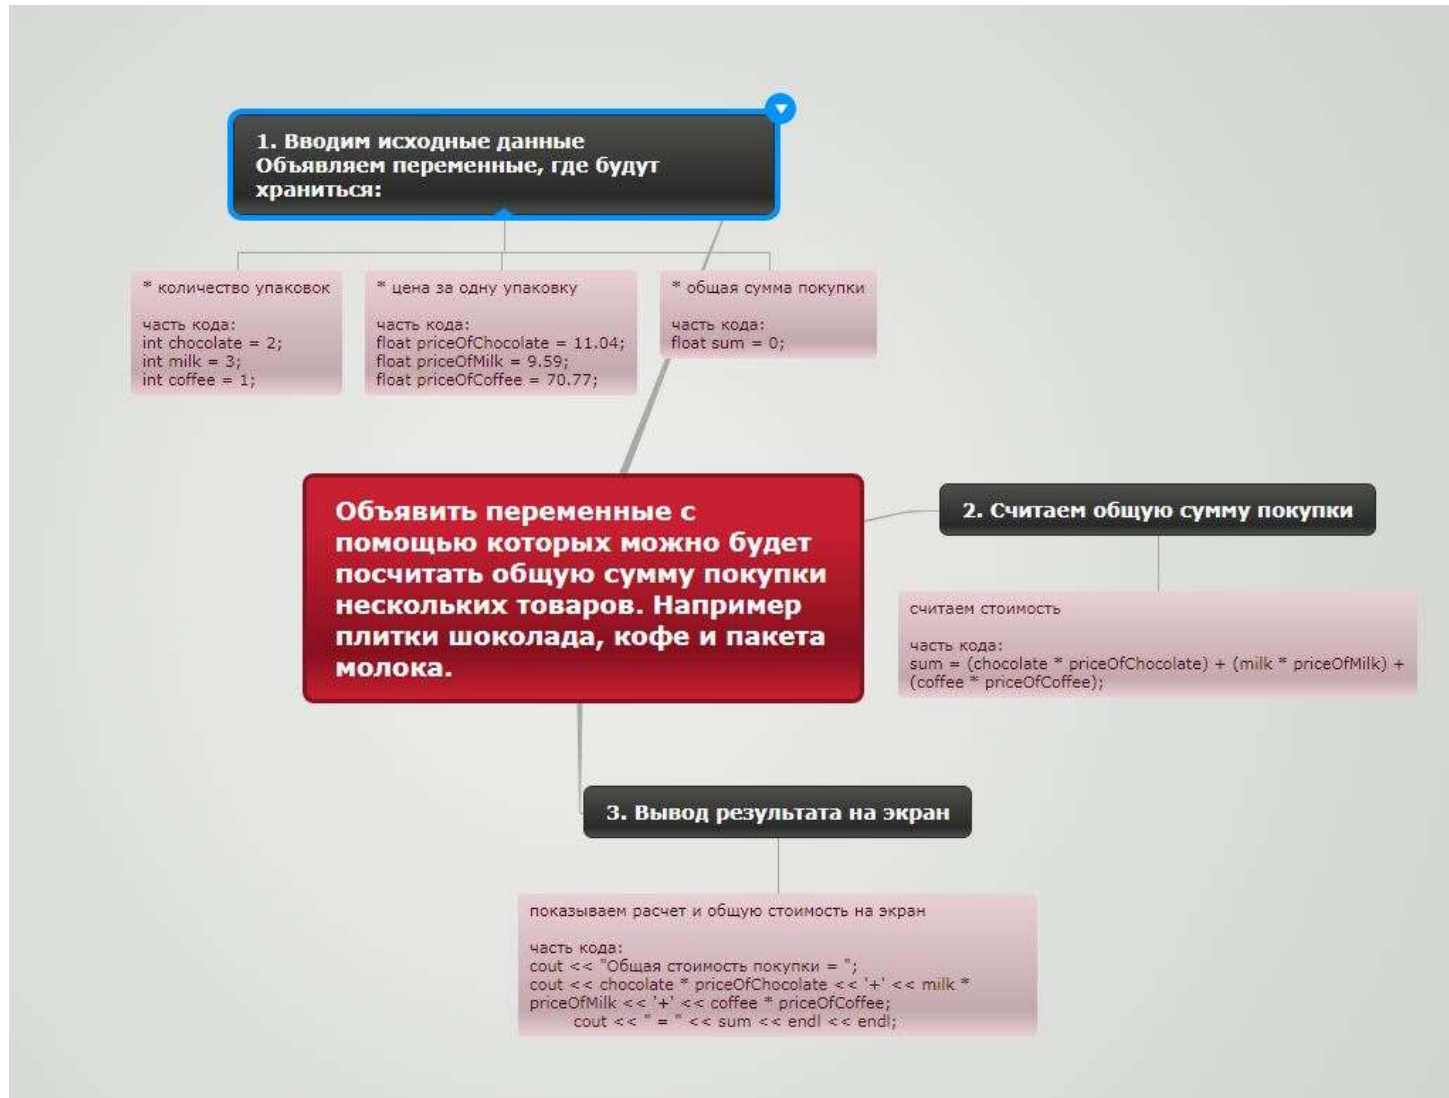 1. Вводим исходные данные
Объявляем переменные, где будут
храниться:
* количество упаковок
часть кода:
int chocolate = 2;
int milk = 3;
int coffee = 1;
* цена за одну упаковку
часть кода:
float priceOfChocolate = 11.04;
float priceOfMilk = 9.59;
float priceOfCoffee = 70.77;
* общая сумма покупки
часть кода:
float sum = 0;
Объявить переменные с
помощью которых можно будет
посчитать общую сумму покупки
нескольких товаров. Например
плитки шоколада, кофе и пакета
молока.
2. Считаем общую сумму покупки
считаем стоимость
часть кода:
sum = (chocolate * priceOfChocolate) + (milk * priceOfMilk) +
(coffee * priceOfCoffee);
3. Вывод результата на экран
показываем расчет и общую стоимость на экран
часть кода:
cout << "Общая стоимость покупки = ";
cout << chocolate * priceOfChocolate << '+' << milk *
priceOfMilk << '+' << coffee * priceOfCoffee;
cout << " = " << sum << endl << endl;